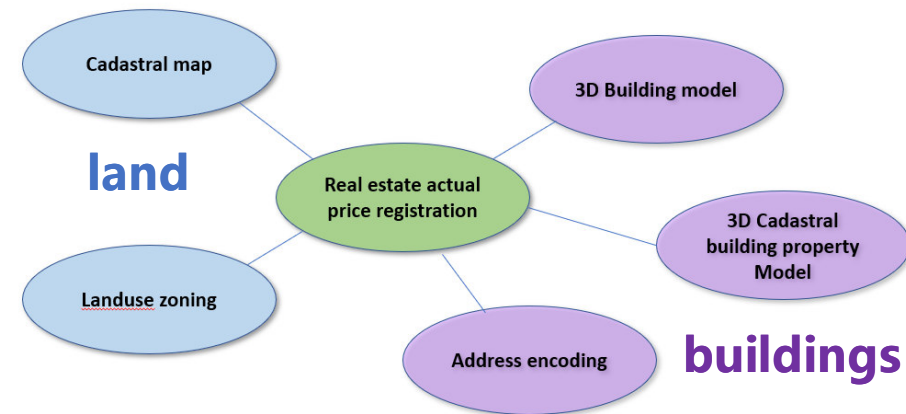 Cadastral map
3D Building model
land
Real estate actual
price registration
3D Cadastral
building property
Model
Landuse zoning
Address encoding
buildings